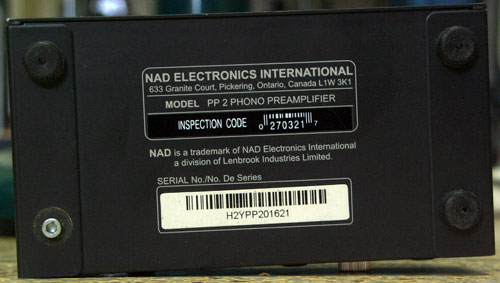 NAD ELECTRONICS INTERNATIONAL
633 Granite Court, Pickering, Ontario, Canada L1W 3K1
MODEL PP 2 PHONO PREAMPLIFIER
INSPECTION CODE 0 270321 7
NAD is a trademark of NAD Electronics International
a division of Lenbrook Industries Limited.
SERIAL No./No. De Series
H2YPP201621